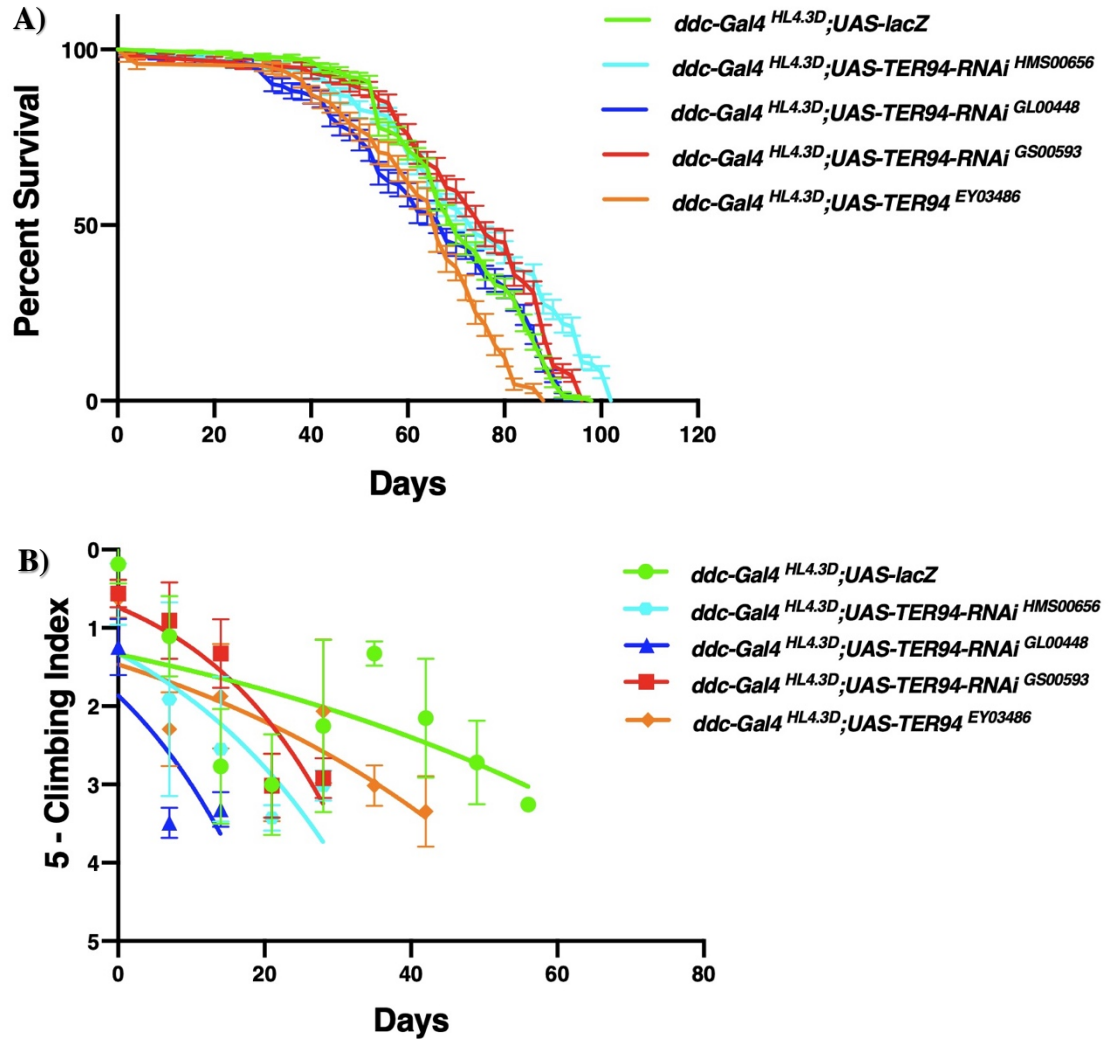 A)
ddc-Gal4 HL4.3D;UAS-lacZ
ddc-Gal4 HL4.3D;UAS-TER94-RNAi HMS00656
ddc-Gal4 HL4.3D;UAS-TER94-RNAi GL00448
ddc-Gal4 HL4.3D;UAS-TER94-RNAi GS00593
ddc-Gal4 HL4.3D;UAS-TER94 EY03486
Percent Survival
100
50
0
0 20 40 60 80 100 120
Days
B)
ddc-Gal4 HL4.3D;UAS-lacZ
ddc-Gal4 HL4.3D;UAS-TER94-RNAi HMS00656
ddc-Gal4 HL4.3D;UAS-TER94-RNAi GL00448
ddc-Gal4 HL4.3D;UAS-TER94-RNAi GS00593
ddc-Gal4 HL4.3D;UAS-TER94 EY03486
5 - Climbing Index
0
1
2
3
4
5
0 20 40 60 80
Days